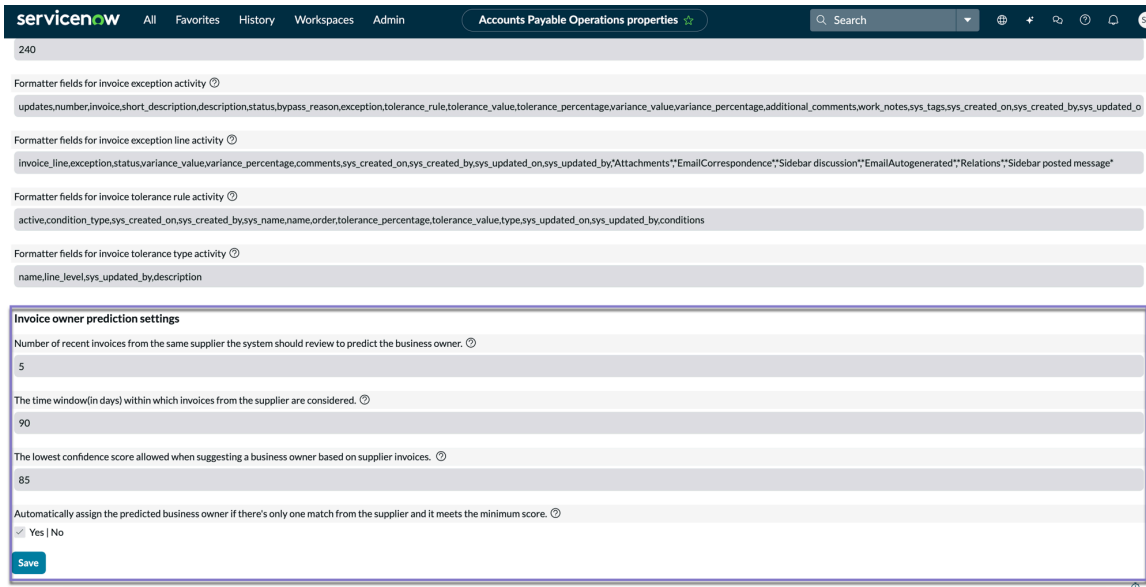 servicenow All Favorites History Workspaces Admin Accounts Payable Operations properties Search
240
Formatter fields for invoice exception activity
updates,number,invoice,short_description,description,status,bypass_reason,exception,tolerance_rule,tolerance_value,tolerance_percentage,variance_value,variance_percentage,additional_comments,work_notes,sys_tags,sys_created_on,sys_created_by,sys_updated_o
Formatter fields for invoice exception line activity
invoice_line,exception,status,variance_value,variance_percentage,comments,sys_created_on,sys_created_by,sys_updated_on,sys_updated_by,*Attachments*,*EmailCorrespondence*,*Sidebar discussion*,*EmailAutogenerated*,*Relations*,*Sidebar posted message*
Formatter fields for invoice tolerance rule activity
active,condition_type,sys_created_on,sys_created_by,sys_name,name,order,tolerance_percentage,tolerance_value,type,sys_updated_on,sys_updated_by,conditions
Formatter fields for invoice tolerance type activity
name,line_level,sys_updated_by,description
Invoice owner prediction settings
Number of recent invoices from the same supplier the system should review to predict the business owner.
5
The time window(in days) within which invoices from the supplier are considered.
90
The lowest confidence score allowed when suggesting a business owner based on supplier invoices.
85
Automatically assign the predicted business owner if there's only one match from the supplier and it meets the minimum score.
Yes | No
Save